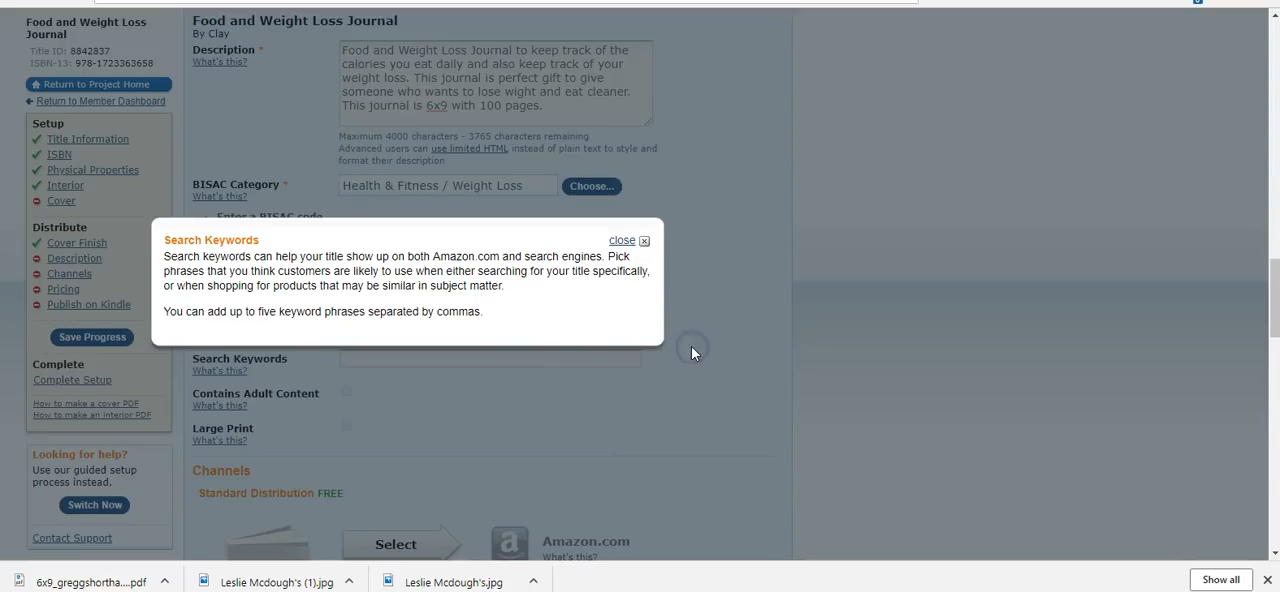 Food and Weight Loss
Journal
Title ID: 8842837
ISBN-13: 978-1723363658
Return to Project Home
Return to Member Dashboard
Setup
Title Information
ISBN
Physical Properties
Interior
Cover
Distribute
Cover Finish
Description
Channels
Pricing
Publish on Kindle
Save Progress
Complete
Complete Setup
How to make a cover PDF
How to make an interior PDF
Looking for help?
Use our guided setup
process instead.
Switch Now
Contact Support
Food and Weight Loss Journal
By Clay
Description *
What's this?
Food and Weight Loss Journal to keep track of the
calories you eat daily and also keep track of your
weight loss. This journal is perfect gift to give
someone who wants to lose wight and eat cleaner.
This journal is 6x9 with 100 pages.
Maximum 4000 characters - 3765 characters remaining
Advanced users can use limited HTML instead of plain text to style and
format their description
BISAC Category *
What's this?
Health & Fitness / Weight Loss
Choose...
Enter a BISAC code
Search Keywords
close
Search keywords can help your title show up on both Amazon.com and search engines. Pick
phrases that you think customers are likely to use when either searching for your title specifically,
or when shopping for products that may be similar in subject matter.
You can add up to five keyword phrases separated by commas.
Search Keywords
What's this?
Contains Adult Content
What's this?
Large Print
What's this?
Channels
Standard Distribution FREE
Select
Amazon.com
What's this?
6x9_greggshortha....pdf
Leslie Mcdough's (1).jpg
Leslie Mcdough's.jpg
Show all